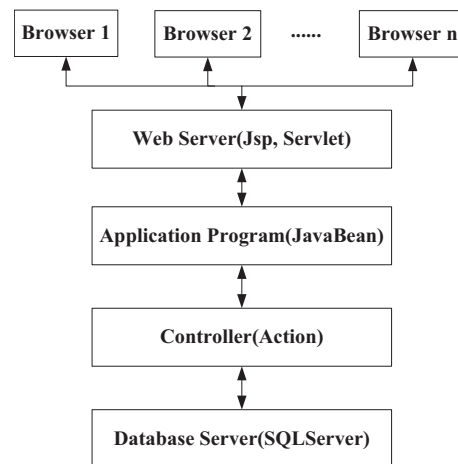 Browser 1 Browser 2 ...... Browser n
Web Server(Jsp, Servlet)
Application Program(JavaBean)
Controller(Action)
Database Server(SQLServer)